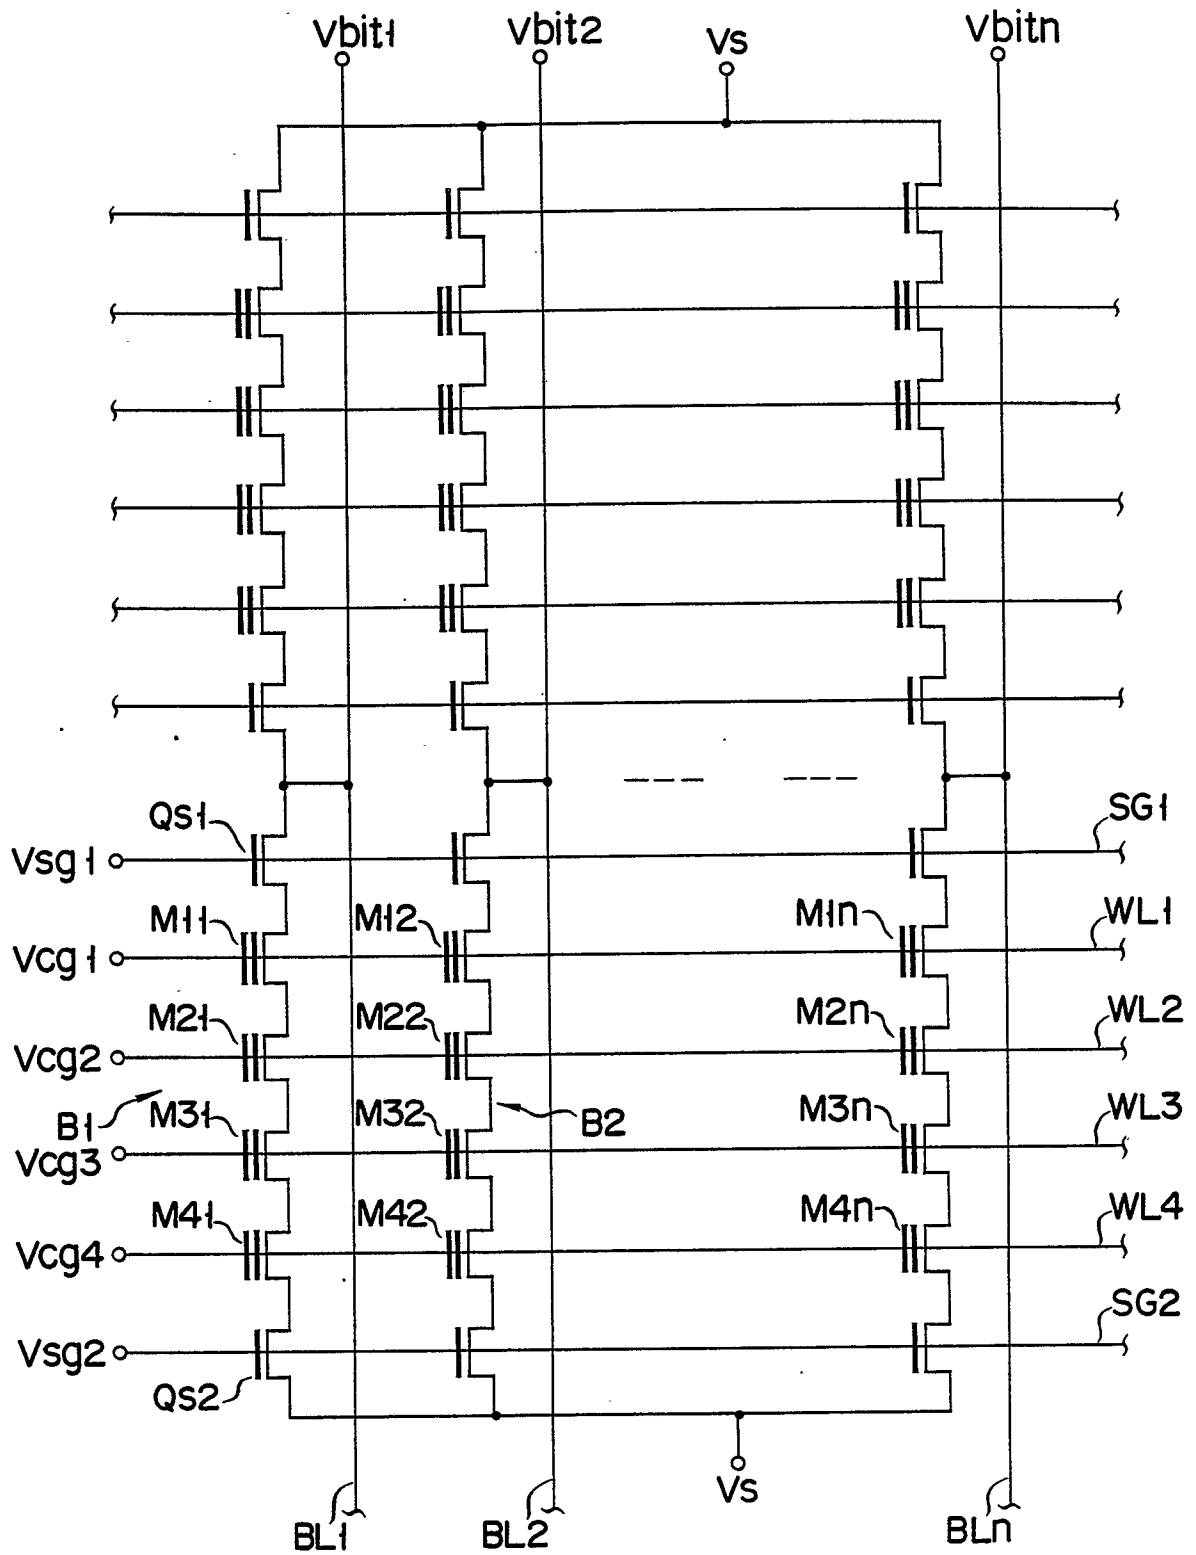 Vbit1 Vbit2 Vs Vbitn
Qs1 SG1
Vsg1
M11 M12 M1n WL1
Vcg1
M21 M22 M2n WL2
Vcg2
B1 M31 M32 B2 M3n WL3
Vcg3
M41 M42 M4n WL4
Vcg4
SG2
Vsg2
Qs2
Vs
BL1 BL2 BLn